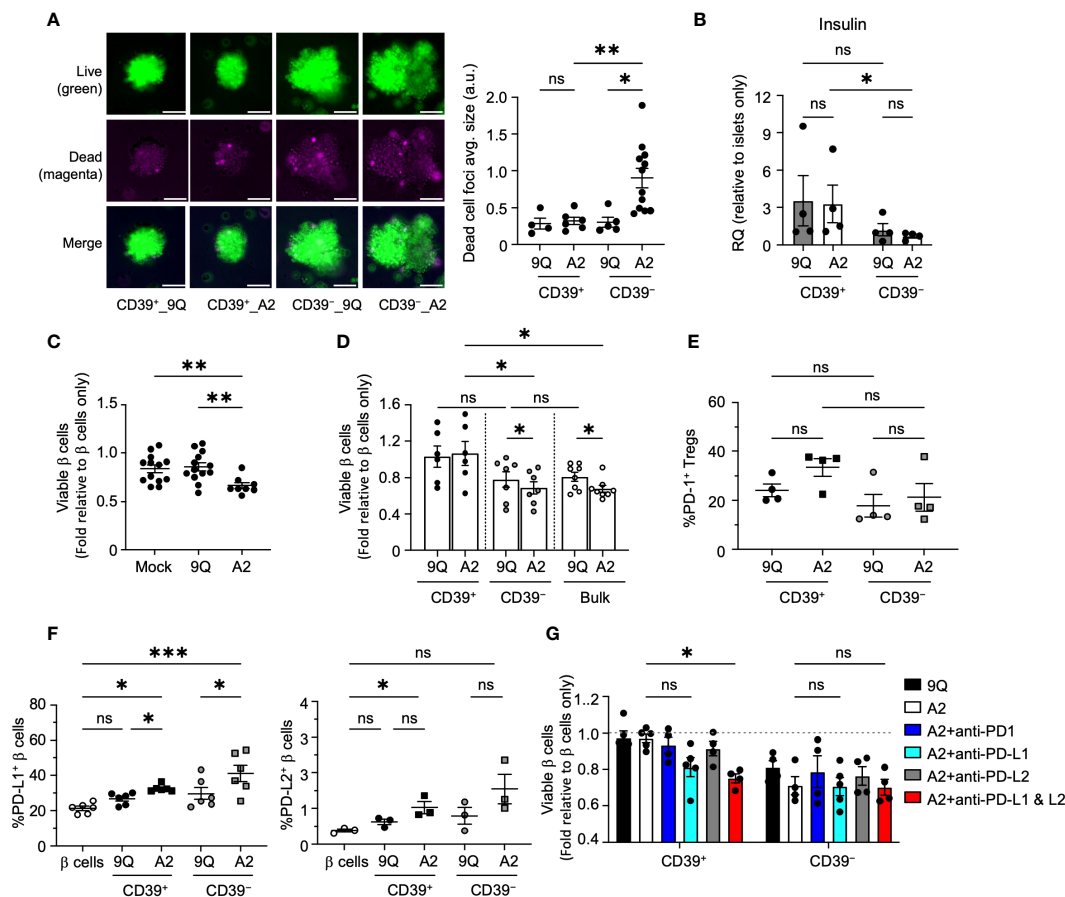 A
Live
(green)
Dead
(magenta)
Merge
CD39⁺_9Q
CD39⁺_A2
CD39⁻_9Q
CD39⁻_A2
Dead cell foci avg. size (a.u.)
2.0
1.5
1.0
0.5
0
ns
**
*
9Q
A2
9Q
A2
CD39⁺
CD39⁻
B
Insulin
RQ (relative to islets only)
12
9
6
3
0
ns
*
ns
ns
9Q
A2
9Q
A2
CD39⁺
CD39⁻
C
Viable β cells
(Fold relative to β cells only)
1.5
1.0
0.5
0
**
**
Mock
9Q
A2
D
Viable β cells
(Fold relative to β cells only)
1.6
1.2
0.8
0.4
0
*
*
ns
ns
*
*
9Q
A2
9Q
A2
9Q
A2
CD39⁺
CD39⁻
Bulk
E
%PD-1⁺ Tregs
60
40
20
0
ns
ns
ns
ns
9Q
A2
9Q
A2
CD39⁺
CD39⁻
F
%PD-L1⁺ β cells
80
60
40
20
0
***
*
*
ns
*
β cells
9Q
A2
9Q
A2
CD39⁺
CD39⁻
%PD-L2⁺ β cells
4
3
2
1
0
ns
*
ns
ns
ns
β cells
9Q
A2
9Q
A2
CD39⁺
CD39⁻
G
Viable β cells
(Fold relative to β cells only)
1..2
1.0
0.8
0.6
0.4
*
ns
ns
ns
CD39⁺
CD39⁻
9Q
A2
A2+anti-PD1
A2+anti-PD-L1
A2+anti-PD-L2
A2+anti-PD-L1 & L2